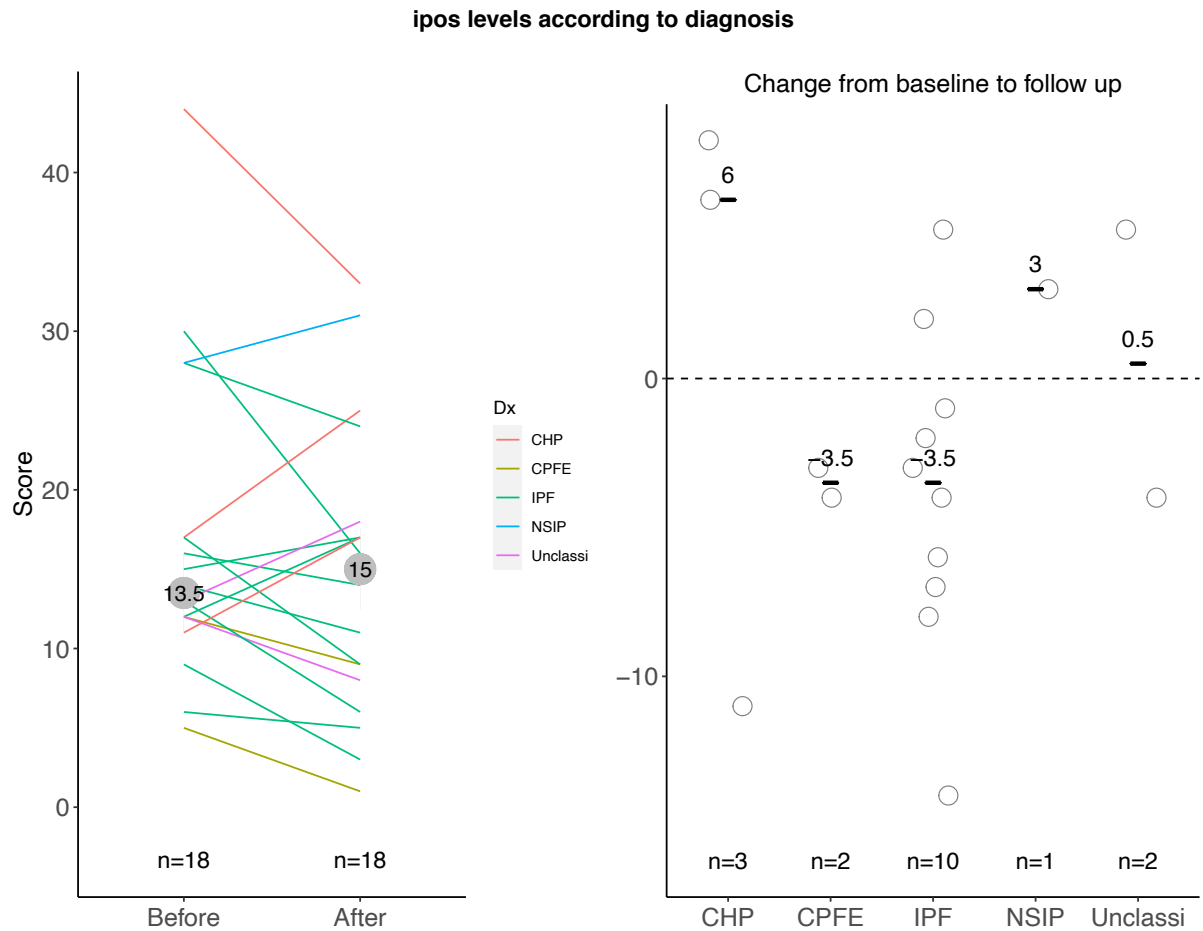 ipos levels according to diagnosis
Score
40
30
20
10
0
13.5
15
n=18
n=18
Before
After
Dx
CHP
CPFE
IPF
NSIP
Unclassi
Change from baseline to follow up
0
−10
6
−3.5
−3.5
3
0.5
n=3
n=2
n=10
n=1
n=2
CHP
CPFE
IPF
NSIP
Unclassi